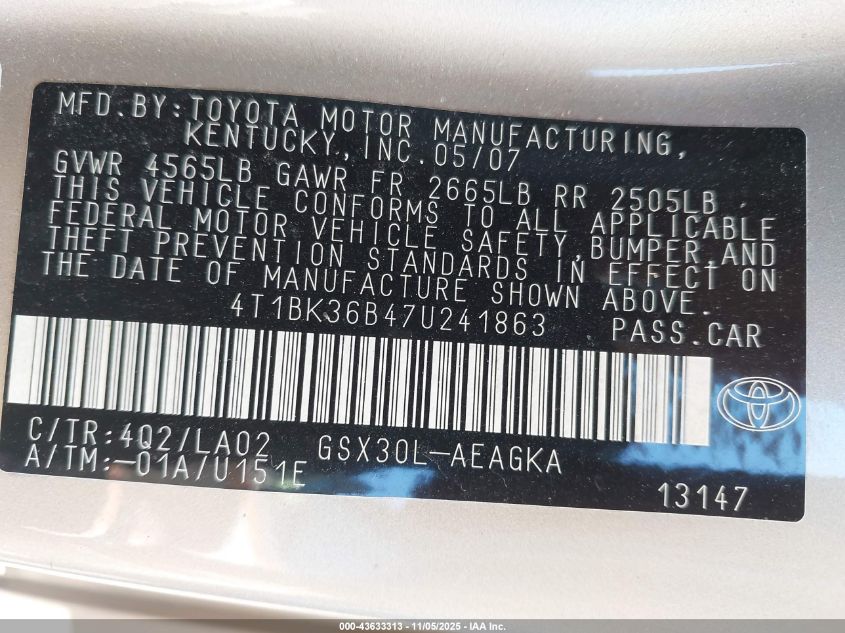 MFD.BY:TOYOTA MOTOR MANUFACTURING,
KENTUCKY,INC. 05/07
GVWR 4565LB GAWR FR 2665LB RR 2505LB
THIS VEHICLE CONFORMS TO ALL APPLICABLE
FEDERAL MOTOR VEHICLE SAFETY,BUMPER,AND
THEFT PREVENTION STANDARDS IN EFFECT ON
THE DATE OF MANUFACTURE SHOWN ABOVE.
4T1BK36B47U241863 PASS.CAR
C/TR:4Q2/LA02 GSX30L-AEAGKA
A/TM:-01A/U151E
13147
000-43633313 - 11/05/2025 - IAA Inc.